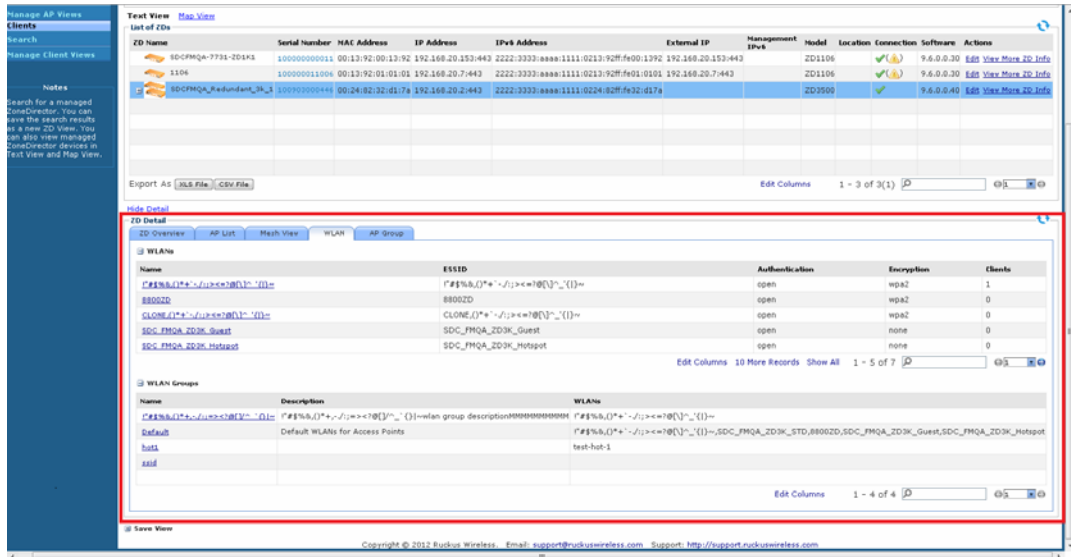 Manage AP Views
Clients
Search
Manage Client Views
Notes
Search for a managed
ZoneDirector. You can
save the search results
as a new ZD View. You
can also view managed
ZoneDirector devices in
Text View and Map View.
Text View Map View
List of ZDs
ZD Name Serial Number MAC Address IP Address IPv6 Address External IP Management IPv6 Model Location Connection Software Actions
SDCFMQA-7731-ZD1K1 100000000011 00:13:92:00:13:92 192.168.20.153:443 2222:3333:aaaa:1111:0213:92ff:fe00:1392 192.168.20.153:443 ZD1106 9.6.0.0.30 Edit View More ZD Info
1106 100000011006 00:13:92:01:01:01 192.168.20.7:443 2222:3333:aaaa:1111:0213:92ff:fe01:0101 192.168.20.7:443 ZD1106 9.6.0.0.30 Edit View More ZD Info
SDCFMQA_Redundant_3k_1 100903000446 00:24:82:32:d1:7a 192.168.20.2:443 2222:3333:aaaa:1111:0224:82ff:fe32:d17a ZD3500 9.6.0.0.40 Edit View More ZD Info
Export As XLS File CSV File Edit Columns 1 - 3 of 3(1) 1
Hide Detail
ZD Detail
ZD Overview AP List Mesh View WLAN AP Group
WLANs
Name ESSID Authentication Encryption Clients
open wpa2 1
8800ZD 8800ZD open wpa2 0
open wpa2 0
SDC_FMQA_ZD3K_Guest SDC_FMQA_ZD3K_Guest open none 0
SDC_FMQA_ZD3K_Hotspot SDC_FMQA_ZD3K_Hotspot open none 0
Edit Columns 10 More Records Show All 1 - 5 of 7 1
WLAN Groups
Name Description WLANs
Default Default WLANs for Access Points
hot1 test-hot-1
Edit Columns 1 - 4 of 4 1
Save View
Copyright © 2012 Ruckus Wireless. Email: support@ruckuswireless.com Support: http://support.ruckuswireless.com